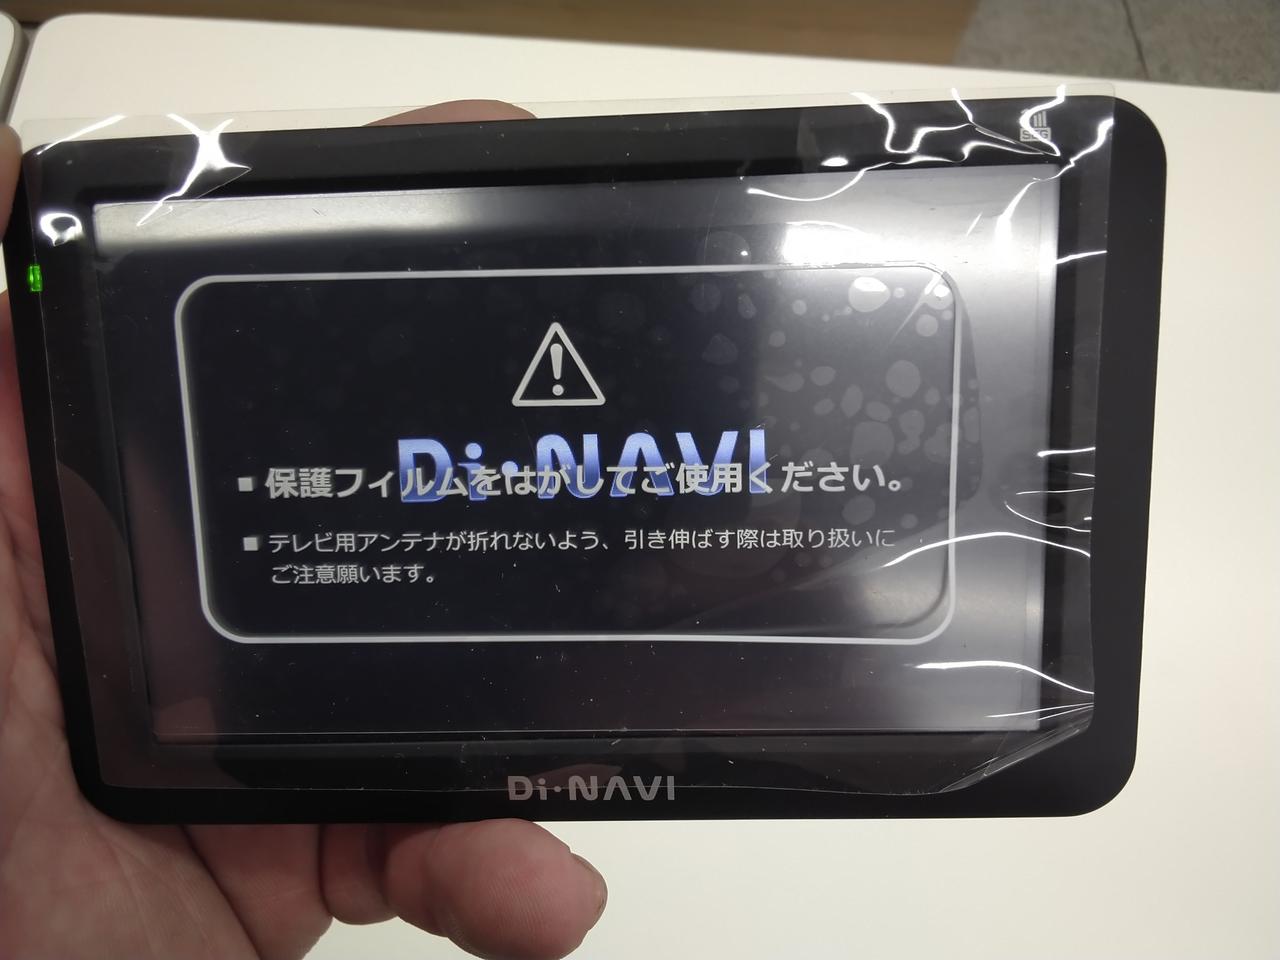 SEG
Di·NAVI
■ 保護フィルムをはがしてご使用ください。
■ テレビ用アンテナが折れないよう、引き伸ばす際は取り扱いに
ご注意願います。
Di·NAVI